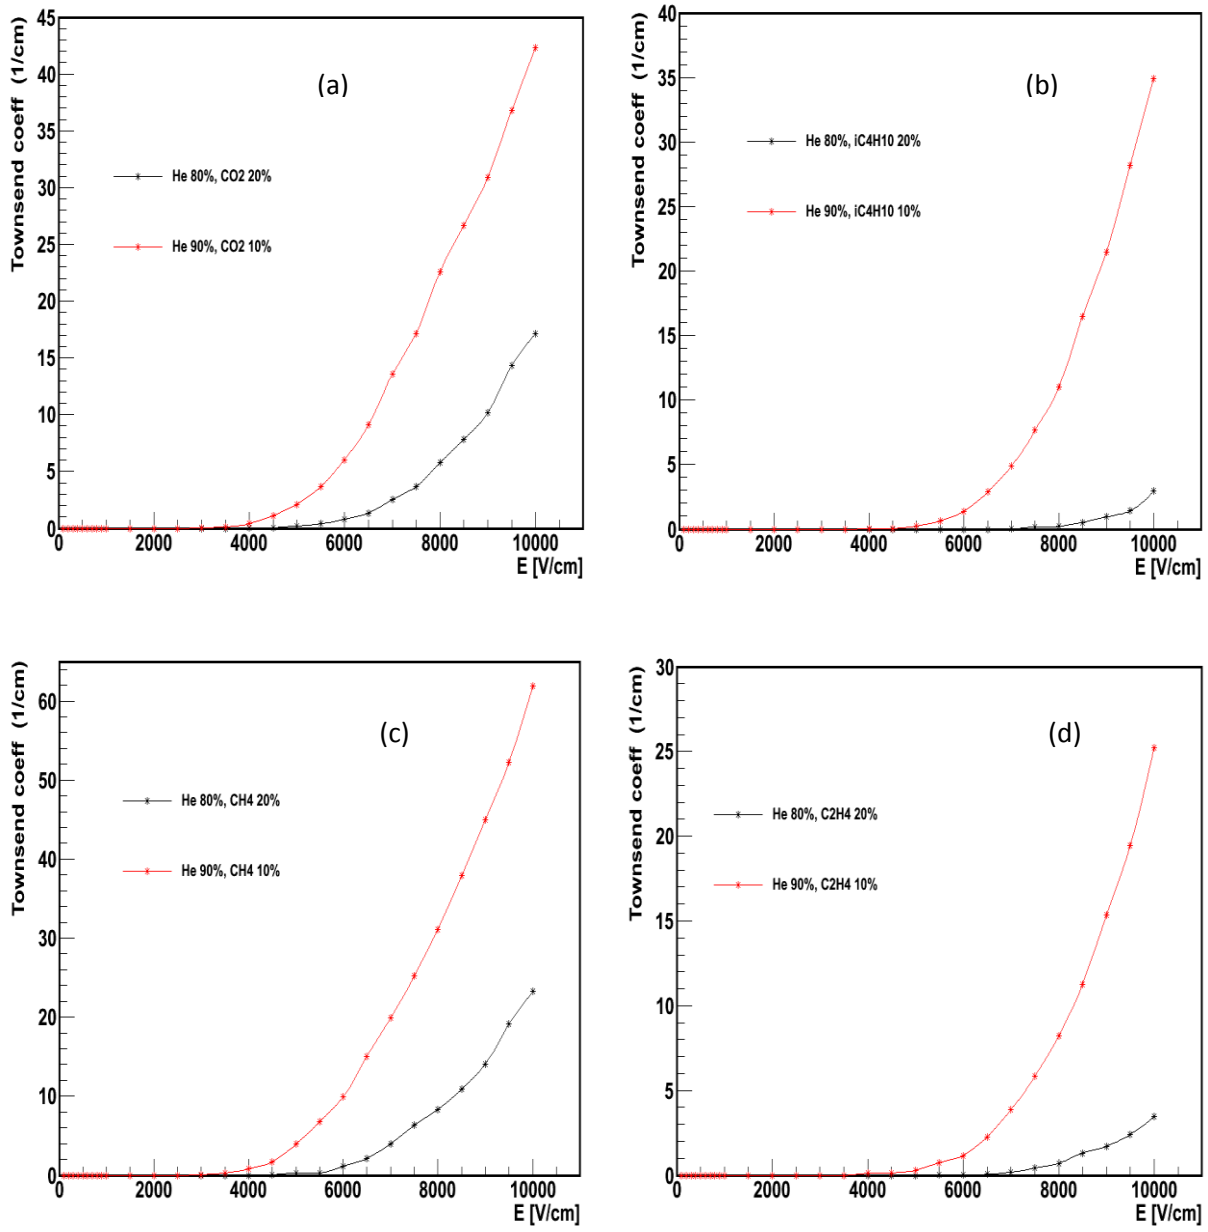 Townsend coeff (1/cm)
45
40
35
30
25
20
15
10
5
0
(a)
He 80%, CO2 20%
He 90%, CO2 10%
0 2000 4000 6000 8000 10000
E [V/cm]
Townsend coeff (1/cm)
40
35
30
25
20
15
10
5
0
(b)
He 80%, iC4H10 20%
He 90%, iC4H10 10%
0 2000 4000 6000 8000 10000
E [V/cm]
Townsend coeff (1/cm)
60
50
40
30
20
10
0
(c)
He 80%, CH4 20%
He 90%, CH4 10%
0 2000 4000 6000 8000 10000
E [V/cm]
Townsend coeff (1/cm)
30
25
20
15
10
5
0
(d)
He 80%, C2H4 20%
He 90%, C2H4 10%
0 2000 4000 6000 8000 10000
E [V/cm]